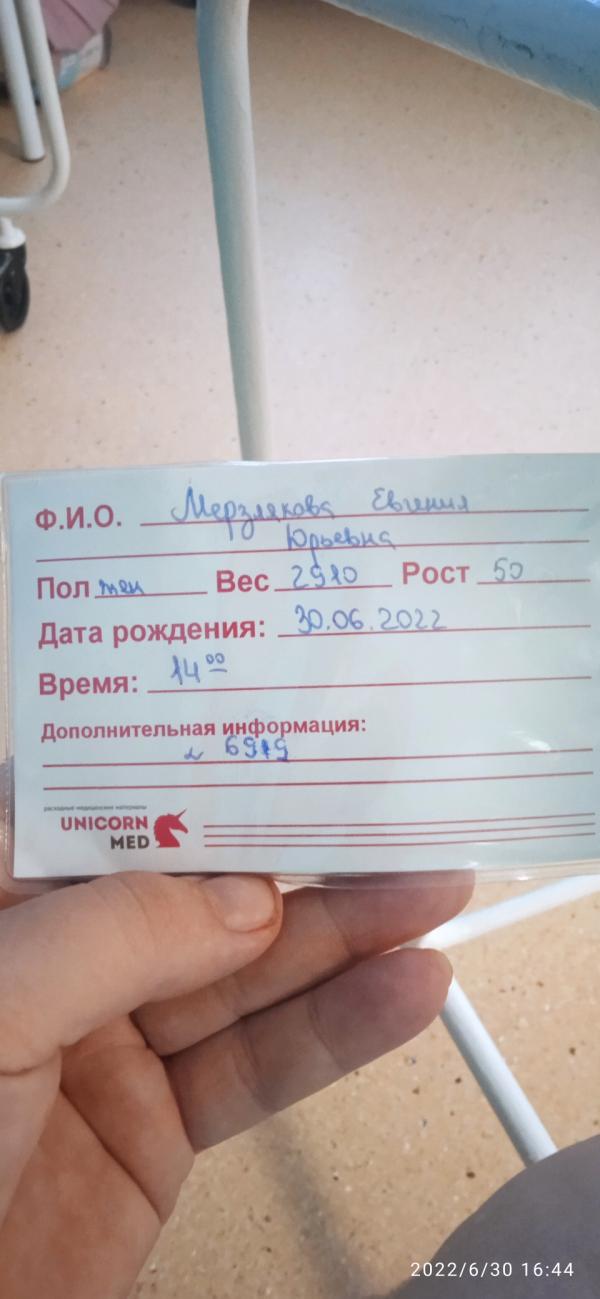 Ф.И.О. Мерзлякова Евгения
Юрьевна
Пол жен Вес 2910 Рост 50
Дата рождения: 30.06.2022
Время: 14⁰⁰
Дополнительная информация:
6919
расходные медицинские материалы
UNICORN
MED
2022/6/30 16:44